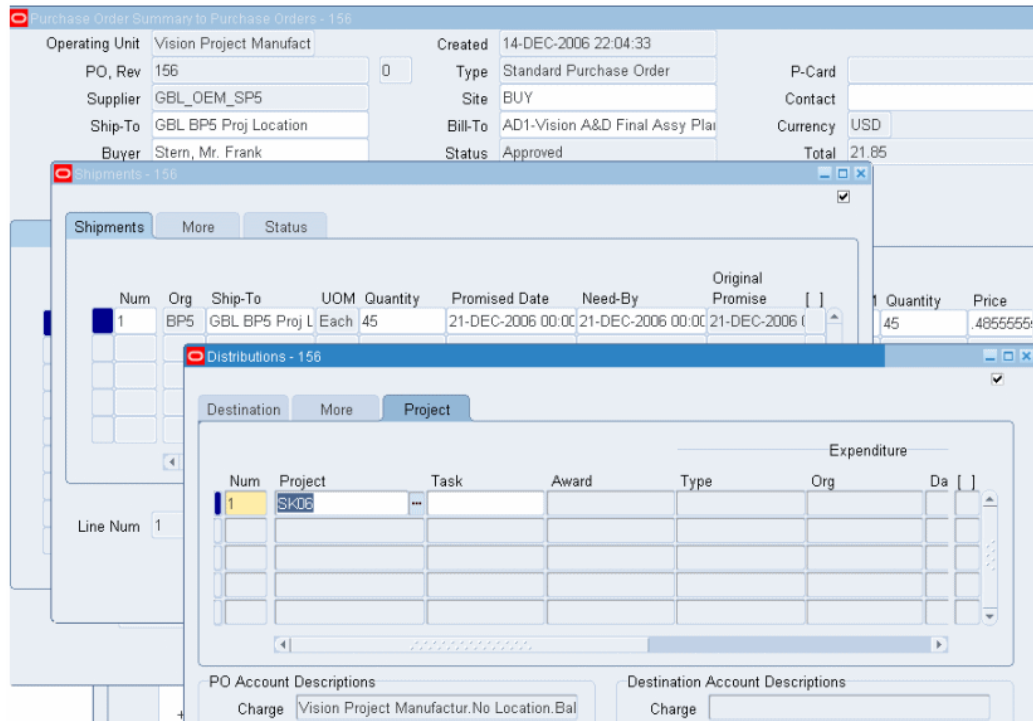 Purchase Order Summary to Purchase Orders - 156
Operating Unit Vision Project Manufact Created 14-DEC-2006 22:04:33
PO, Rev 156 0 Type Standard Purchase Order P-Card
Supplier GBL_OEM_SP5 Site BUY Contact
Ship-To GBL BP5 Proj Location Bill-To AD1-Vision A&D Final Assy Plan Currency USD
Buyer Stern, Mr. Frank Status Approved Total 21.85
Shipments - 156
Shipments More Status
Original
Num Org Ship-To UOM Quantity Promised Date Need-By Promise [ ] Quantity Price
1 BP5 GBL BP5 Proj L Each 45 21-DEC-2006 00:00 21-DEC-2006 00:00 21-DEC-2006 ( 45 .4855555
Distributions - 156
Destination More Project
Expenditure
Num Project Task Award Type Org Da [ ]
1 SK06 ...
Line Num 1
PO Account Descriptions Destination Account Descriptions
Charge Vision Project Manufactur.No Location.Bal Charge